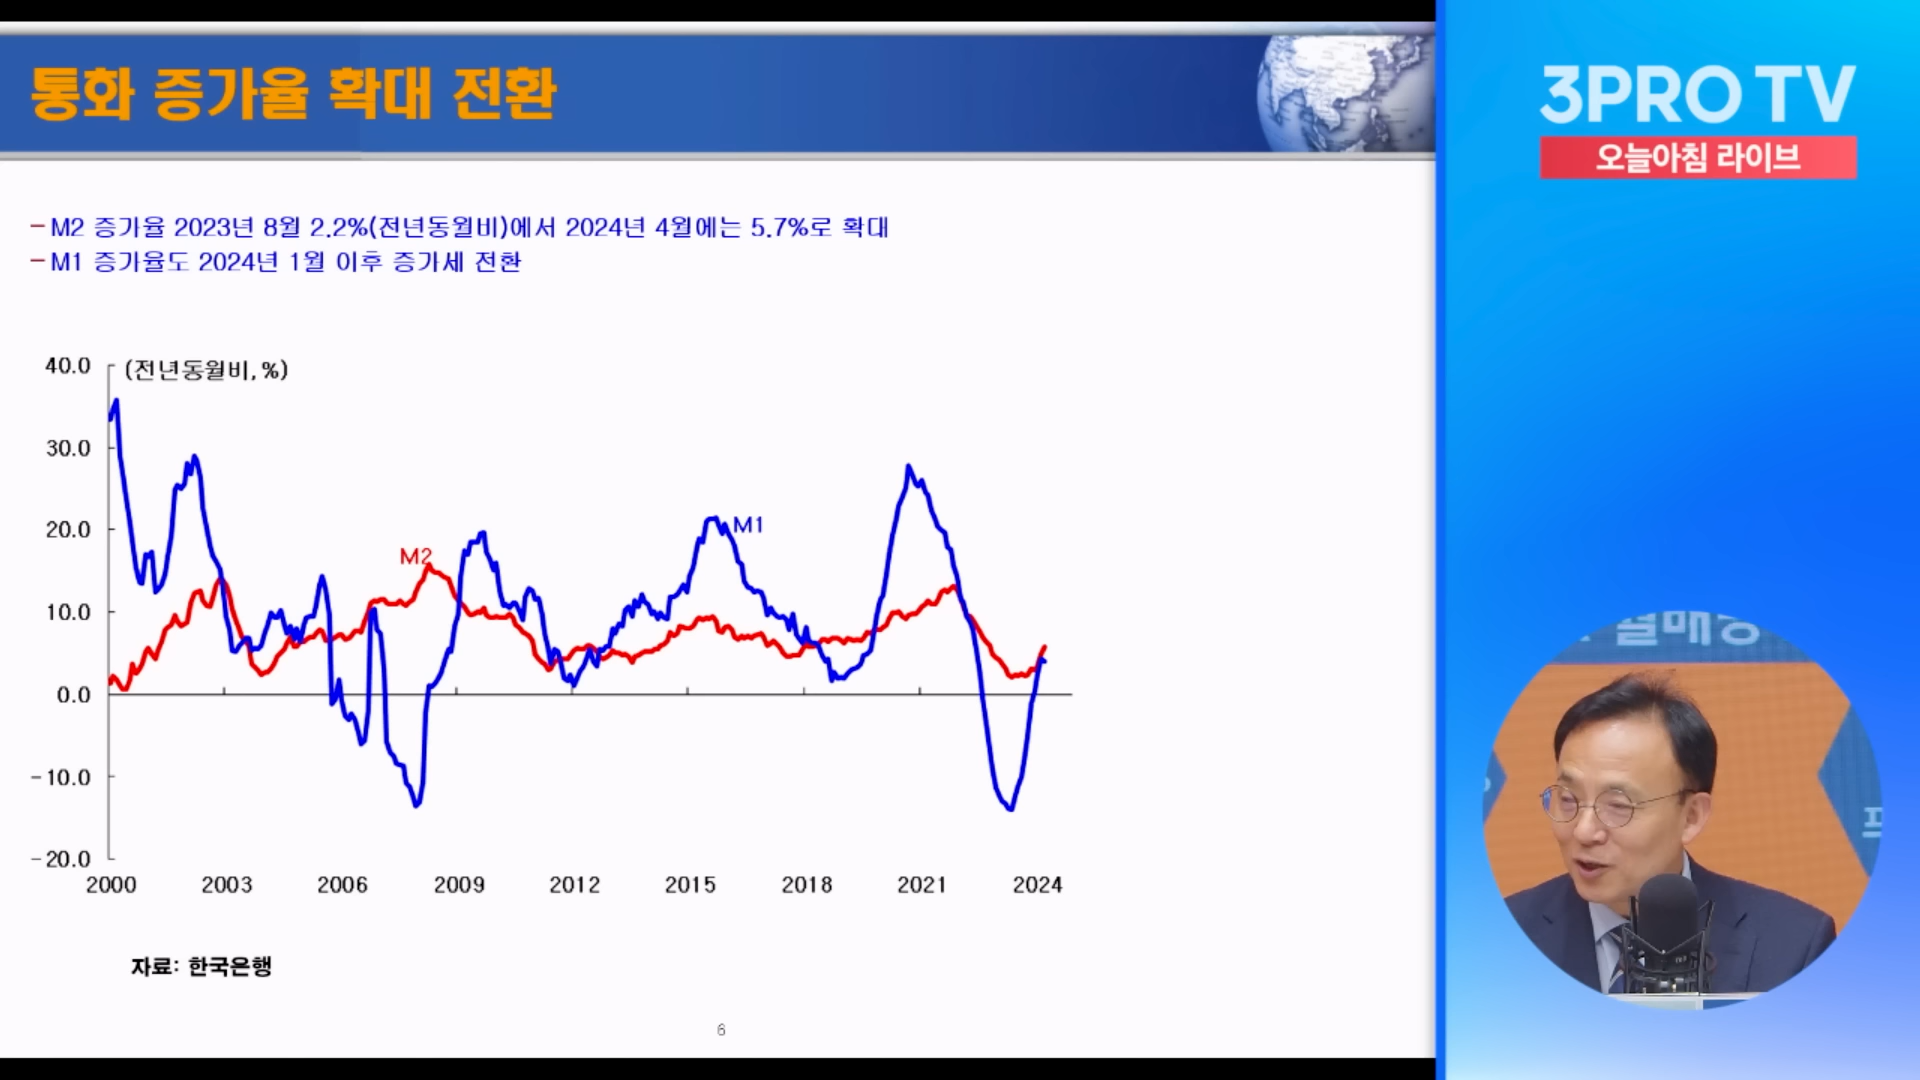 통화 증가율 확대 전환
3PRO TV
오늘아침 라이브
- M2 증가율 2023년 8월 2.2%(전년동월비)에서 2024년 4월에는 5.7%로 확대
- M1 증가율도 2024년 1월 이후 증가세 전환
(전년동월비,%)
40.0
30.0
20.0
10.0
0.0
-10.0
-20.0
M2
M1
2000 2003 2006 2009 2012 2015 2018 2021 2024
자료: 한국은행
6